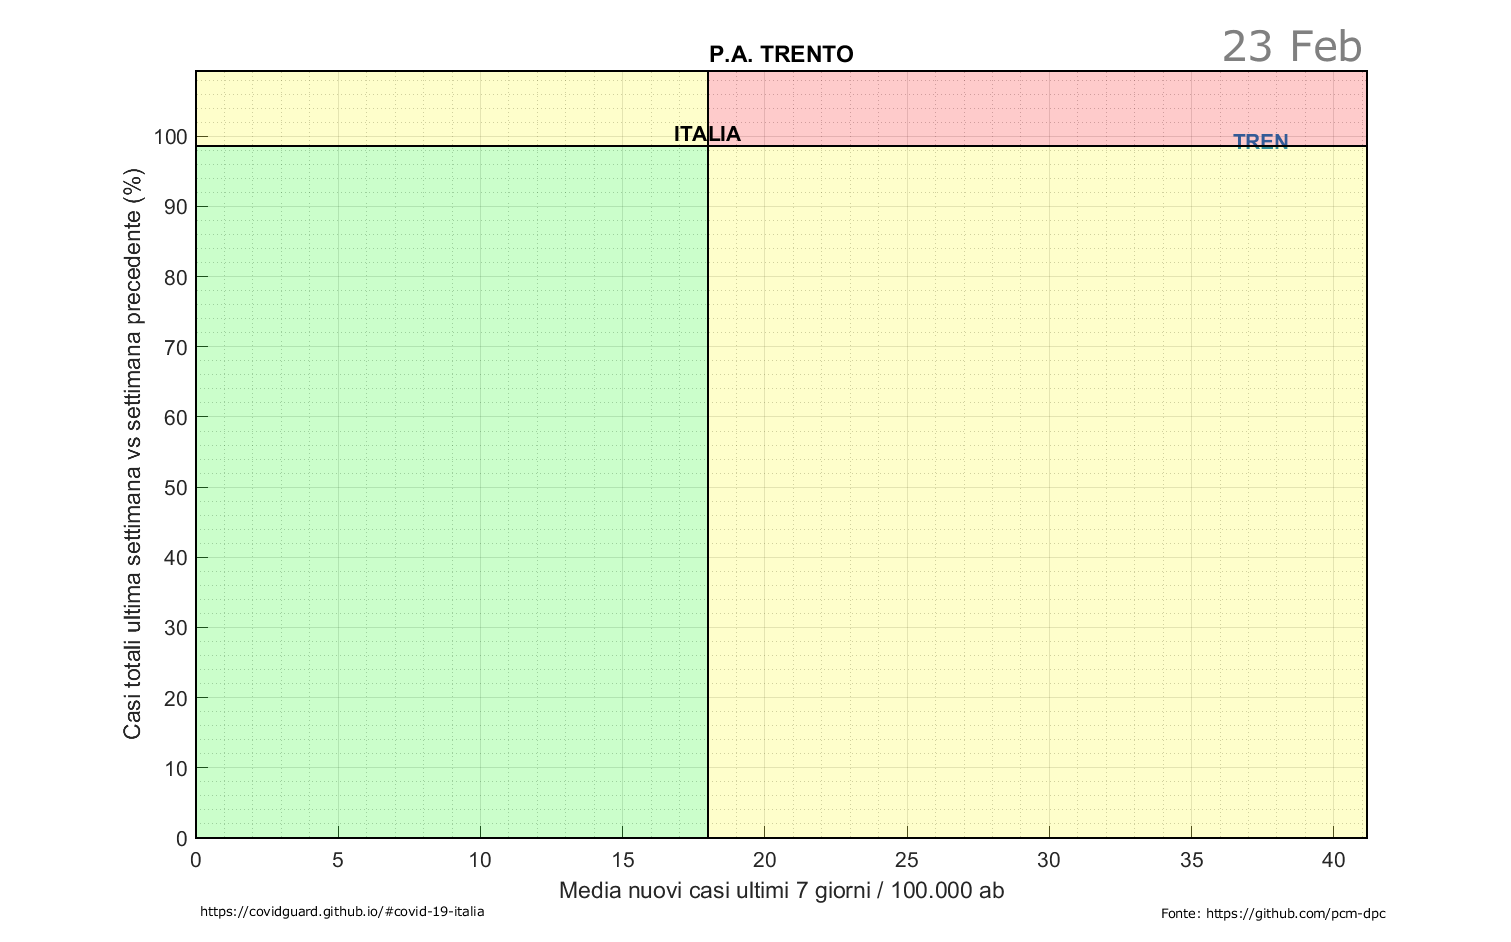 23 Feb
P.A. TRENTO
100
ITALIA
TREN
90
80
70
60
50
40
30
20
10
0
Casi totali ultima settimana vs settimana precedente (%)
0 5 10 15 20 25 30 35 40
Media nuovi casi ultimi 7 giorni / 100.000 ab
https://covidguard.github.io/#covid-19-italia
Fonte: https://github.com/pcm-dpc